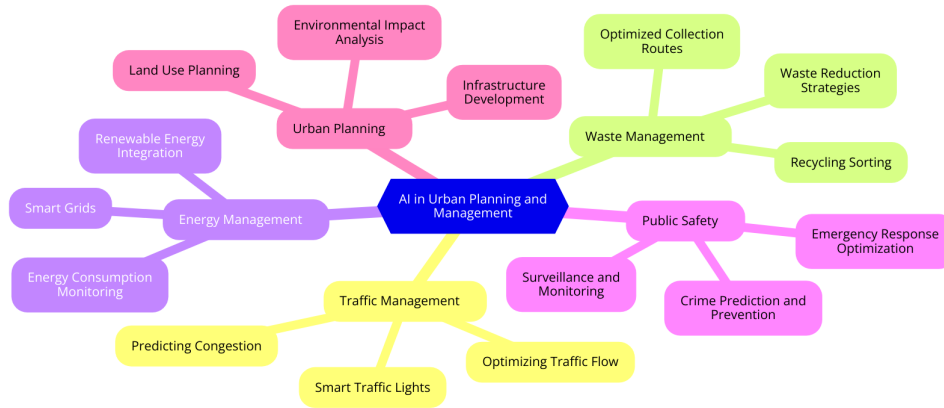 Environmental Impact
Analysis
Land Use Planning
Infrastructure
Development
Urban Planning
Optimized Collection
Routes
Waste Reduction
Strategies
Waste Management
Recycling Sorting
Renewable Energy
Integration
Smart Grids
Energy Management
Energy Consumption
Monitoring
AI in Urban Planning and
Management
Public Safety
Emergency Response
Optimization
Surveillance and
Monitoring
Crime Prediction and
Prevention
Traffic Management
Predicting Congestion
Smart Traffic Lights
Optimizing Traffic Flow